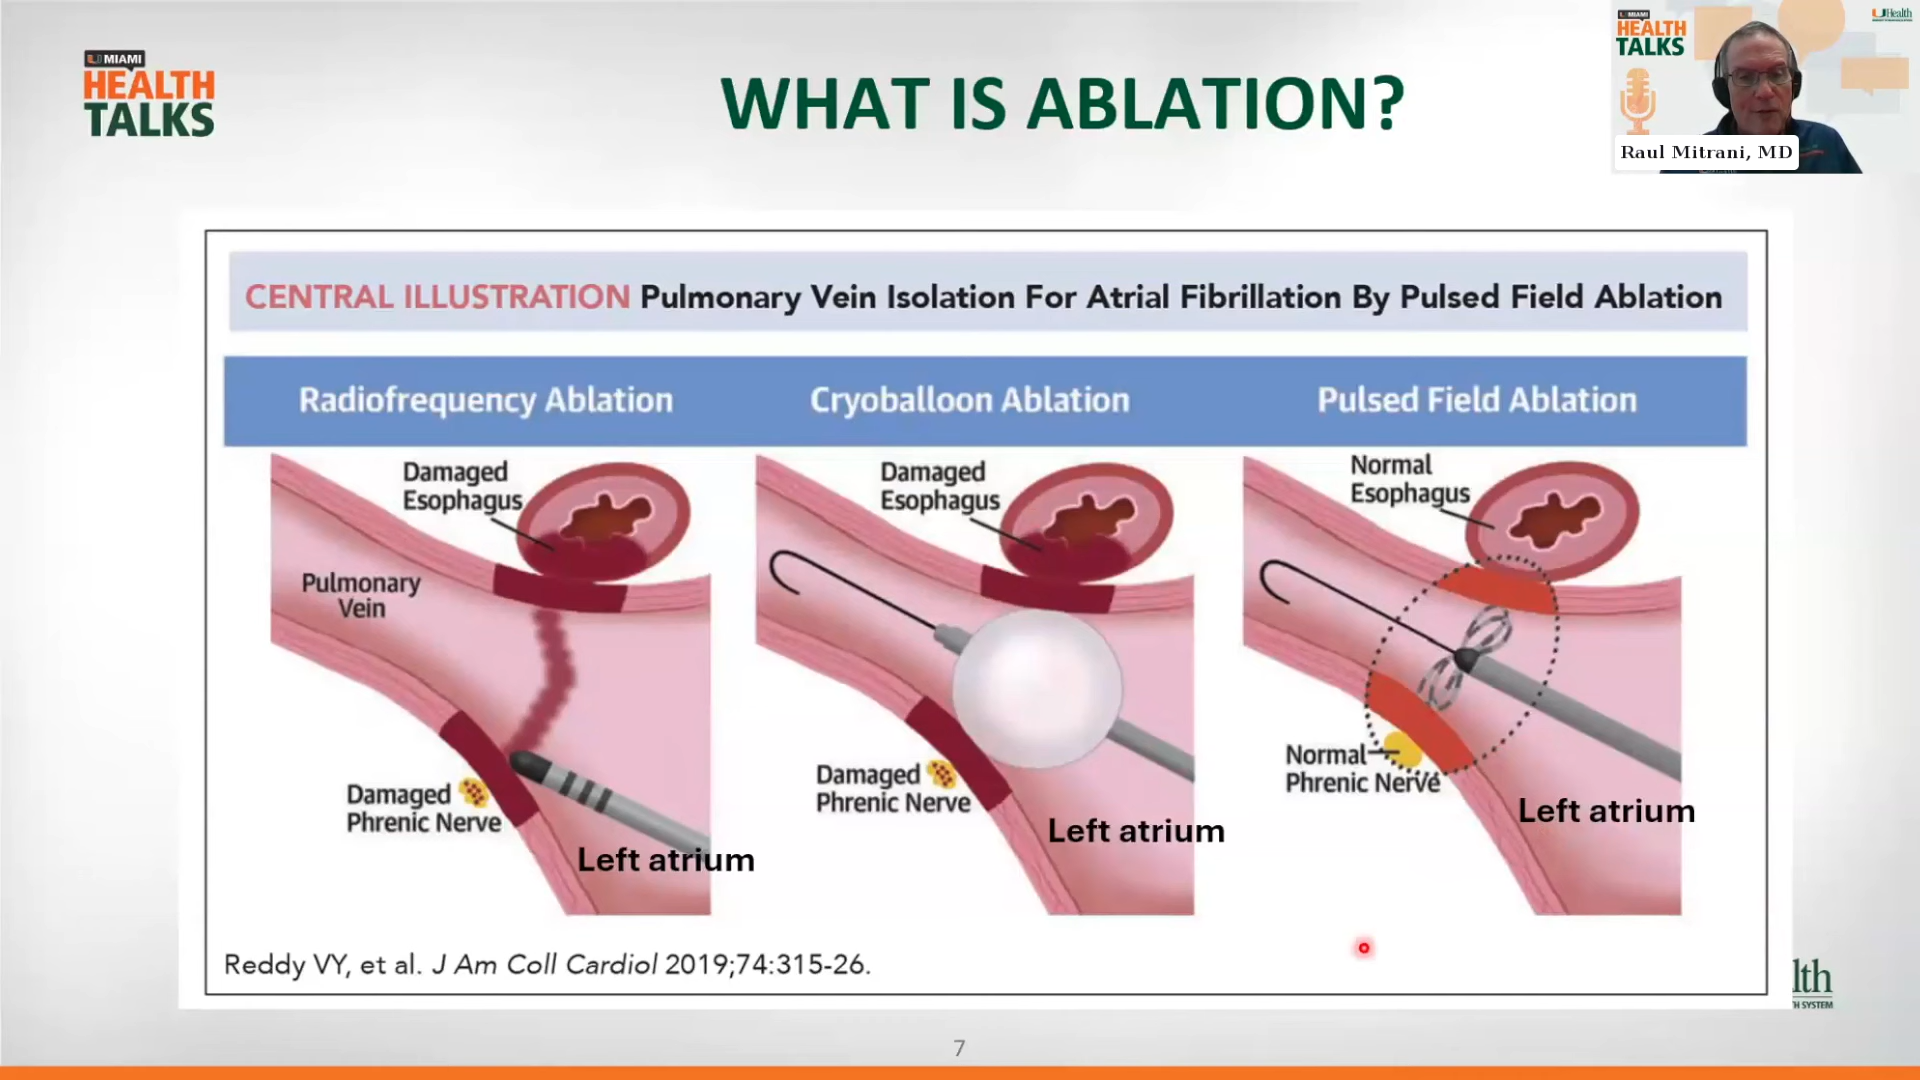 MIAMI
HEALTH
TALKS
WHAT IS ABLATION?
MIAMI
HEALTH
TALKS
UHealth
Raul Mitrani, MD
CENTRAL ILLUSTRATION Pulmonary Vein Isolation For Atrial Fibrillation By Pulsed Field Ablation
Radiofrequency Ablation
Cryoballoon Ablation
Pulsed Field Ablation
Damaged
Esophagus
Pulmonary
Vein
Damaged
Phrenic Nerve
Left atrium
Damaged
Esophagus
Damaged
Phrenic Nerve
Left atrium
Normal
Esophagus
Normal
Phrenic Nerve
Left atrium
Reddy VY, et al. J Am Coll Cardiol 2019;74:315-26.
lth
H SYSTEM
7